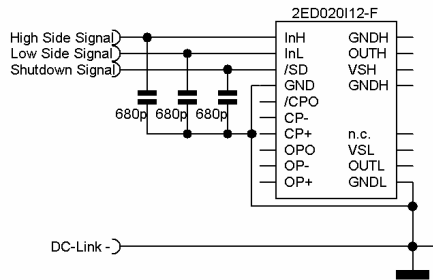 2ED020I12-F
High Side Signal InH GNDH
Low Side Signal InL OUTH
Shutdown Signal /SD VSH
GND GNDH
/CPO
680p 680p 680p CP-
CP+ n.c.
OPO VSL
OP- OUTL
OP+ GNDL
DC-Link -